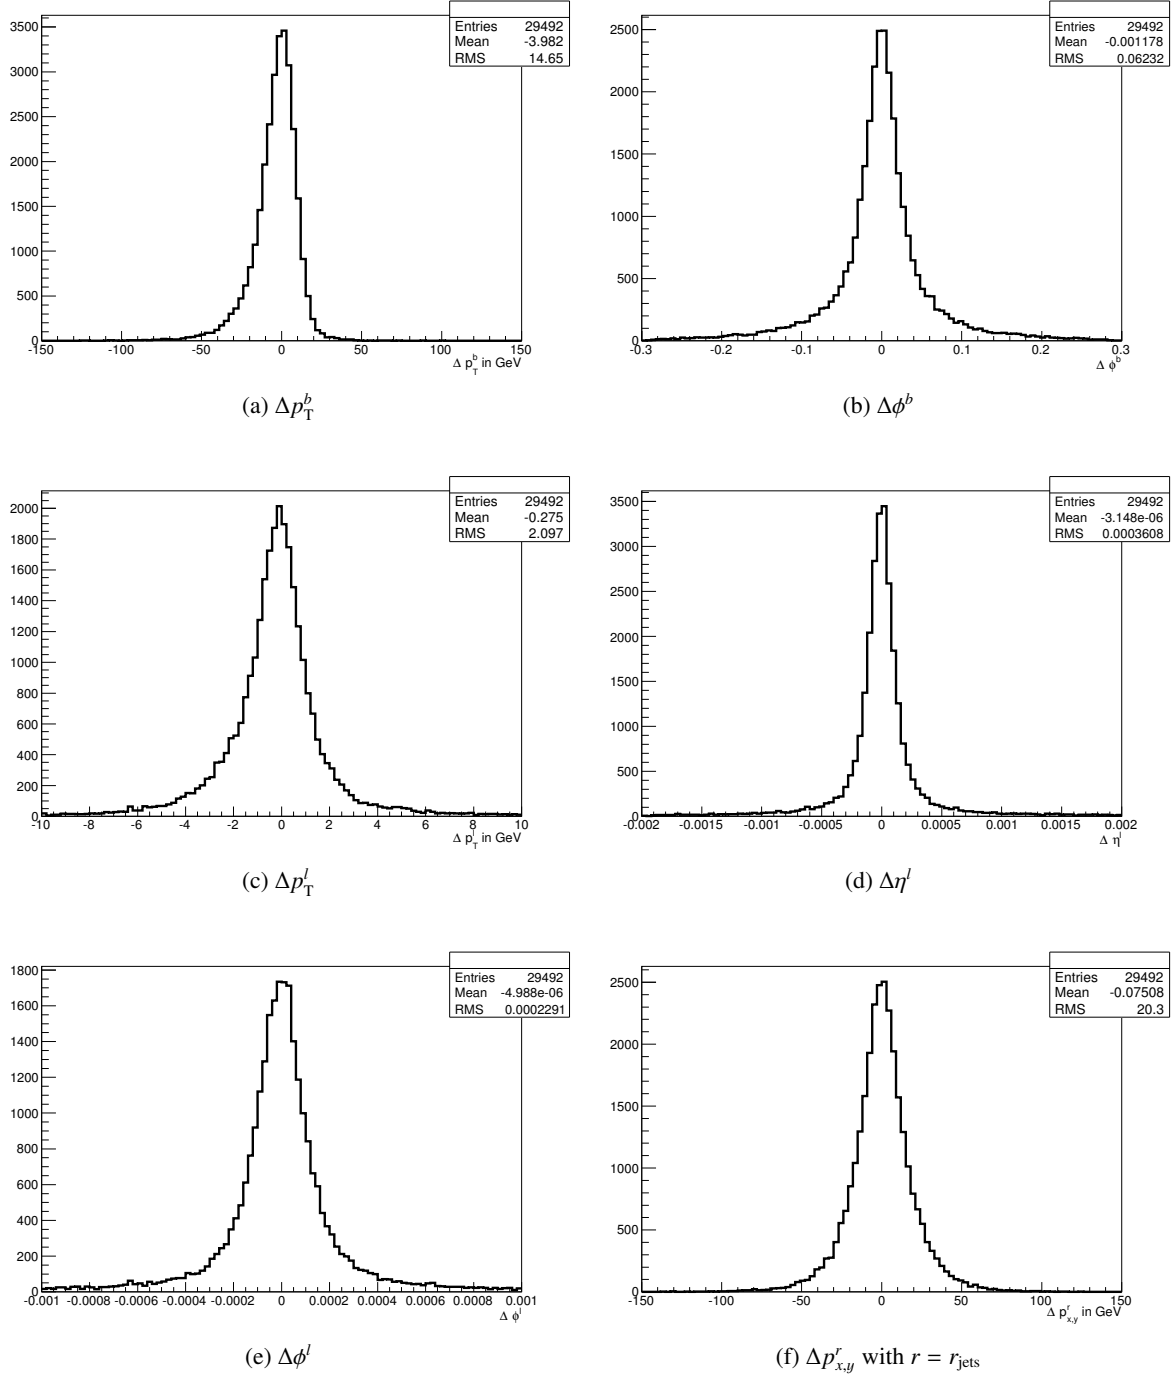 Entries 29492
Mean -3.982
RMS 14.65
3500
3000
2500
2000
1500
1000
500
0
-150 -100 -50 0 50 100 150
Δ p_T^b in GeV
(a) Δp_T^b
Entries 29492
Mean -0.001178
RMS 0.06232
2500
2000
1500
1000
500
0
-0.3 -0.2 -0.1 0 0.1 0.2 0.3
Δ ϕ^b
(b) Δϕ^b
Entries 29492
Mean -0.275
RMS 2.097
2000
1800
1600
1400
1200
1000
800
600
400
200
0
-10 -8 -6 -4 -2 0 2 4 6 8 10
Δ p_T^l in GeV
(c) Δp_T^l
Entries 29492
Mean -3.148e-06
RMS 0.0003608
3500
3000
2500
2000
1500
1000
500
0
-0.002 -0.0015 -0.001 -0.0005 0 0.0005 0.001 0.0015 0.002
Δ η^l
(d) Δη^l
Entries 29492
Mean -4.988e-06
RMS 0.0002291
1800
1600
1400
1200
1000
800
600
400
200
0
-0.001 -0.0008 -0.0006 -0.0004 -0.0002 0 0.0002 0.0004 0.0006 0.0008 0.001
Δ ϕ^l
(e) Δϕ^l
Entries 29492
Mean -0.07508
RMS 20.3
2500
2000
1500
1000
500
0
-150 -100 -50 0 50 100 150
Δ p_{x,y}^r in GeV
(f) Δp_{x,y}^r with r = r_jets